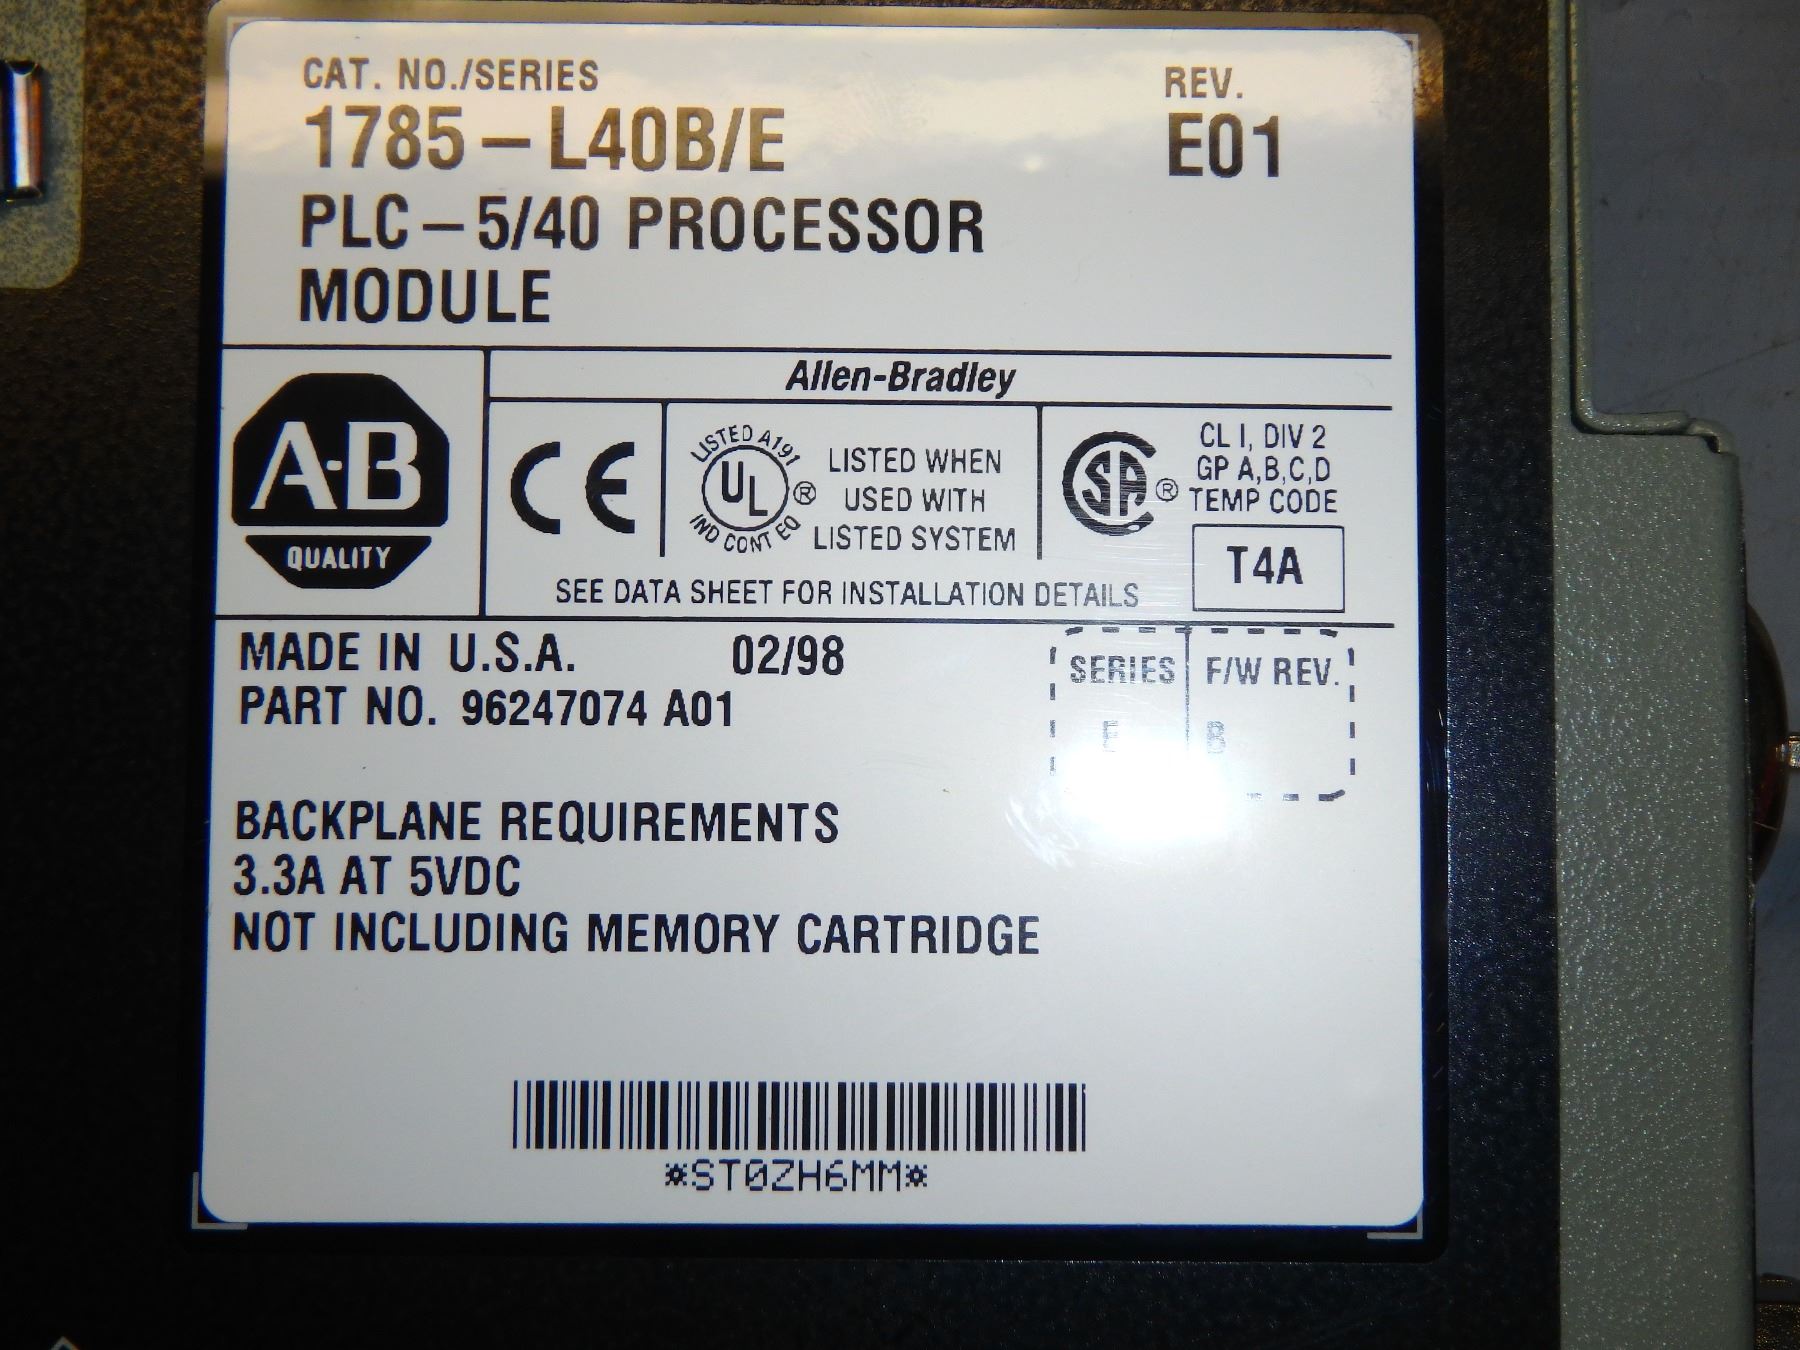 CAT. NO./SERIES
REV.
1785-L40B/E
E01
PLC-5/40 PROCESSOR
MODULE
Allen-Bradley
A-B
QUALITY
CE
LISTED A191
UL ®
IND CONT EQ
LISTED WHEN
USED WITH
LISTED SYSTEM
SA ®
CL I, DIV 2
GP A,B,C,D
TEMP CODE
T4A
SEE DATA SHEET FOR INSTALLATION DETAILS
MADE IN U.S.A. 02/98
PART NO. 96247074 A01
SERIES F/W REV.
E B
BACKPLANE REQUIREMENTS
3.3A AT 5VDC
NOT INCLUDING MEMORY CARTRIDGE
*ST0ZH6MM*